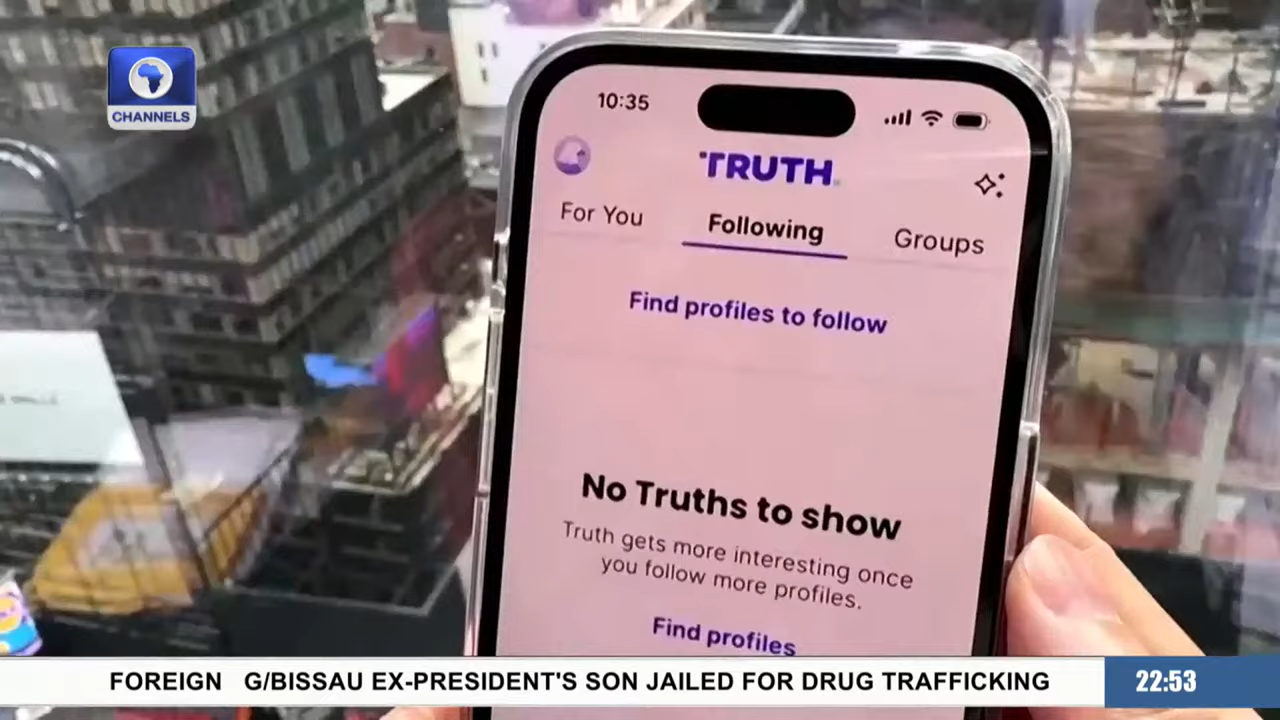 CHANNELS
10:35
TRUTH
For You Following Groups
Find profiles to follow
No Truths to show
Truth gets more interesting once
you follow more profiles.
Find profiles
FOREIGN G/BISSAU EX-PRESIDENT'S SON JAILED FOR DRUG TRAFFICKING
22:53